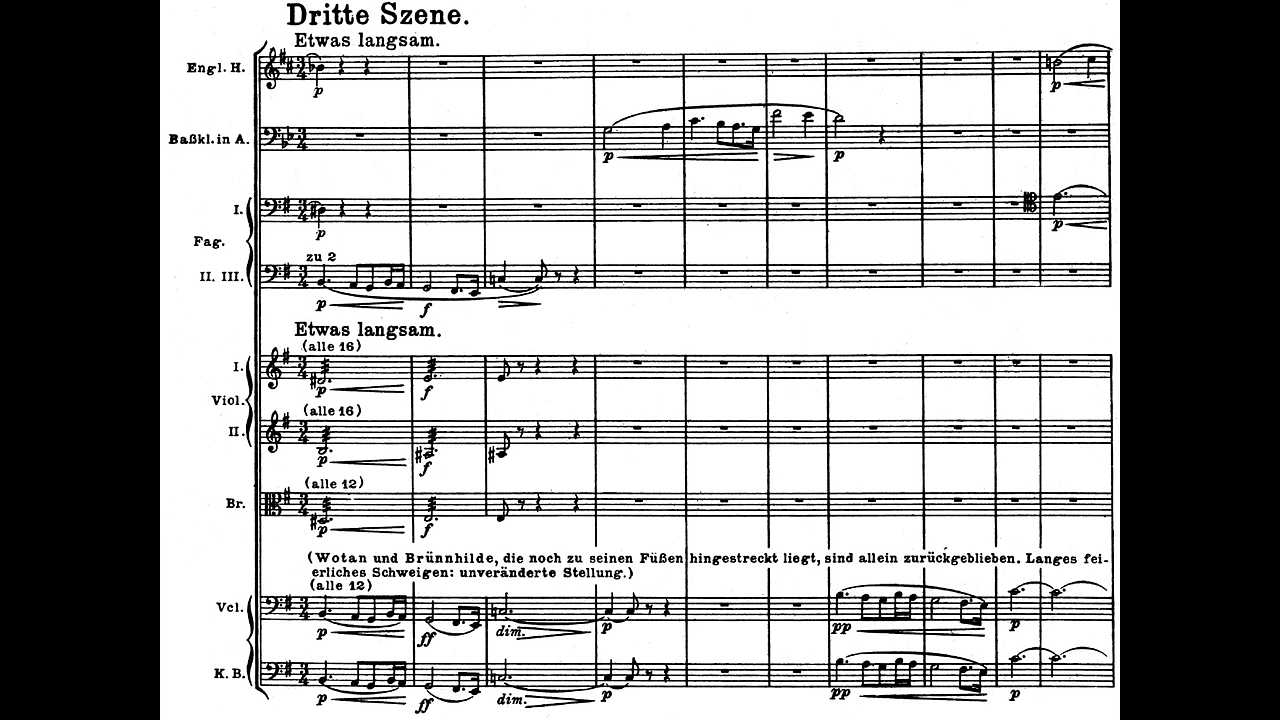 Dritte Szene.
Etwas langsam.
Engl. H.
p
p
Baßkl. in A.
p
p
I.
p
p
Fag.
zu 2
II. III.
p
f
Etwas langsam.
(alle 16)
I.
p
f
Viol.
(alle 16)
II.
p
f
(alle 12)
Br.
p
f
(Wotan und Brünnhilde, die noch zu seinen Füßen hingestreckt liegt, sind allein zurückgeblieben. Langes fei-
erliches Schweigen: unveränderte Stellung.)
(alle 12)
Vcl.
p
ff
dim.
p
pp
p
K. B.
p
ff
dim.
p
pp
p